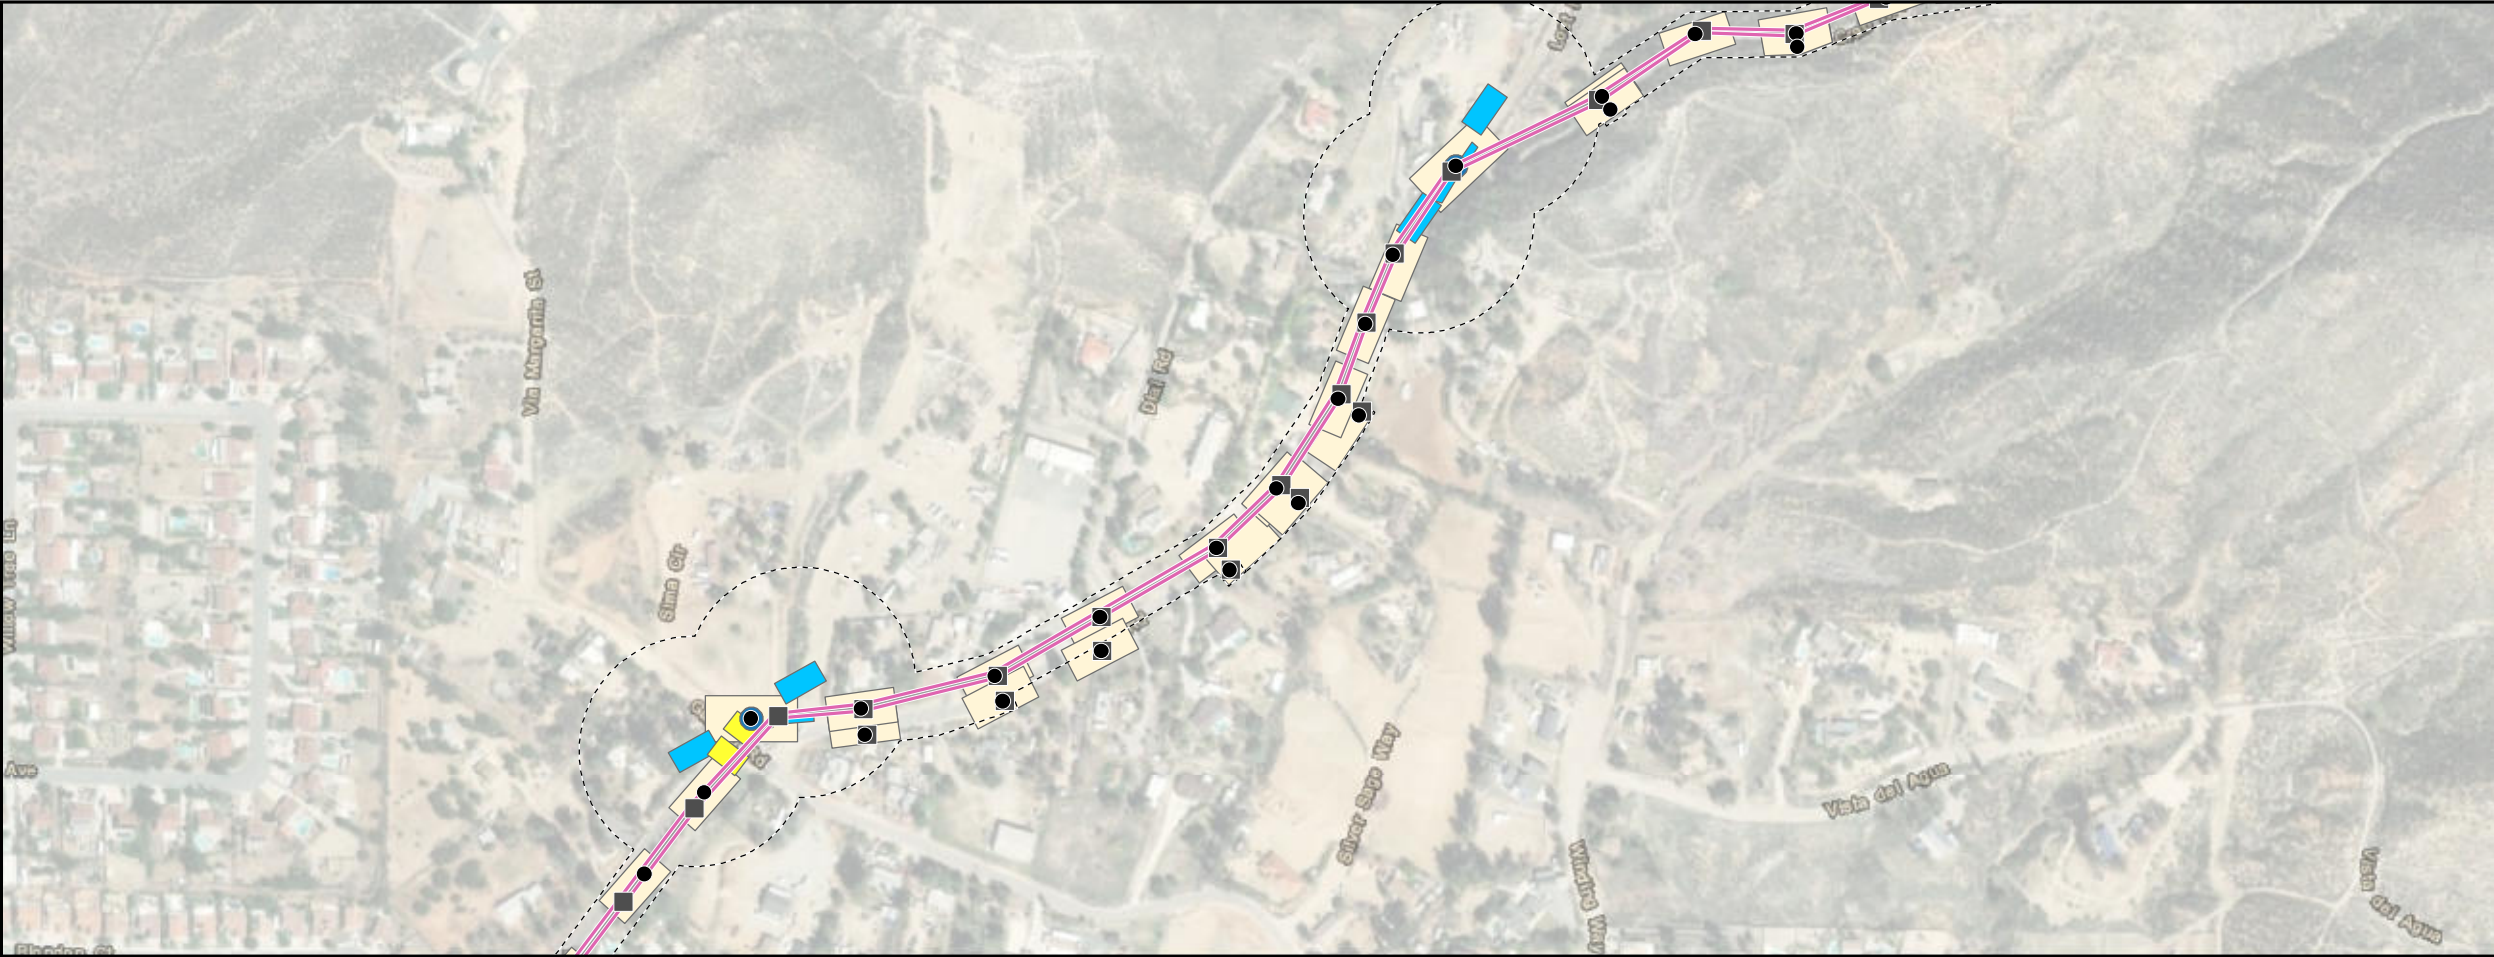 Via Margarita St
Dial Rd
Sima Cir
Willow Tree Ln
Ave
Silver Sage Way
Vista del Agua
Winding Way
Vista del Agua